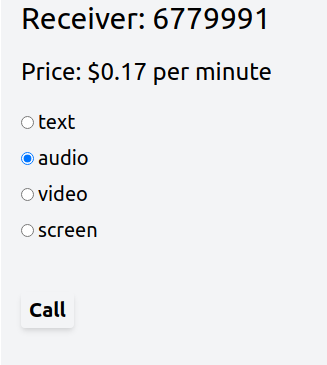 Receiver: 6779991
Price: $0.17 per minute
text
audio
video
screen
Call